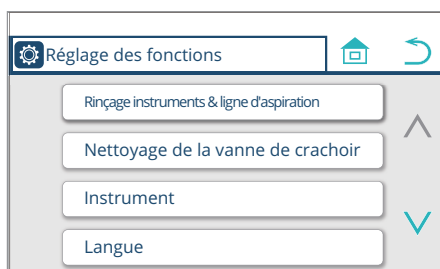 Réglage des fonctions
Rinçage instruments & ligne d'aspiration
Nettoyage de la vanne de crachoir
Instrument
Langue